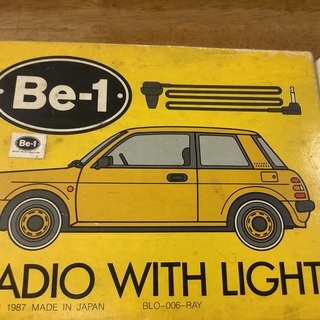 Be-1
Be-1
ADIO WITH LIGHT
1987 MADE IN JAPAN BLO-006-RAY